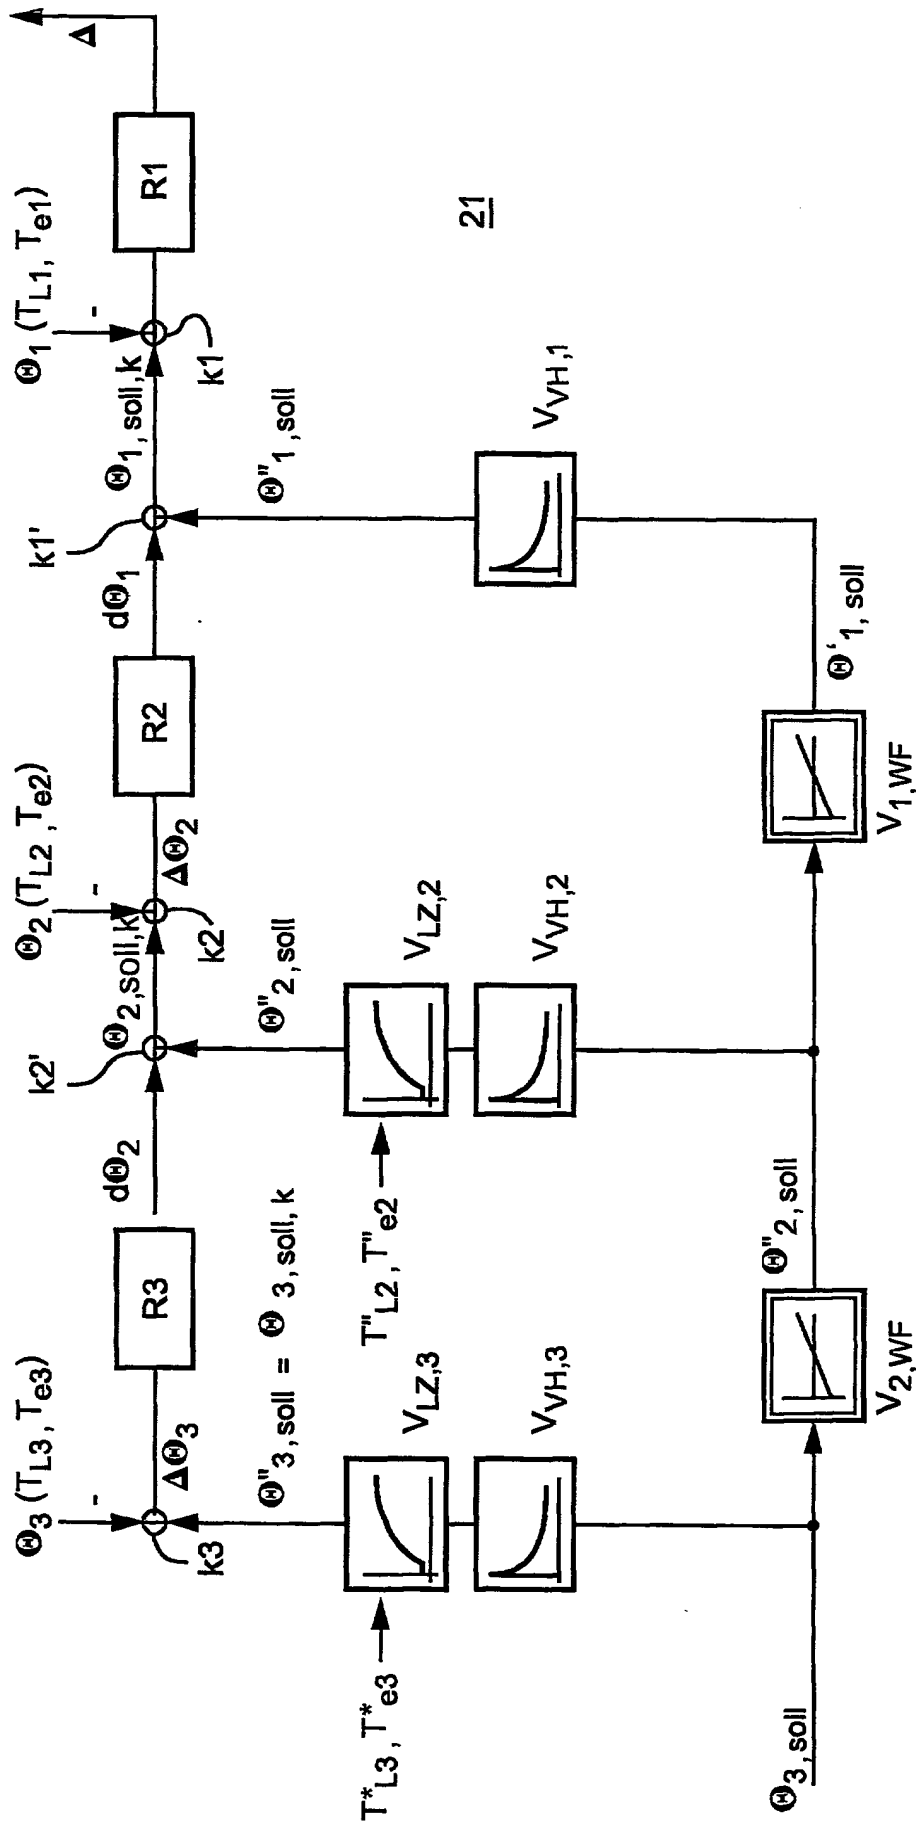 Δ
Θ3 (TL3, Te3)
Θ2 (TL2, Te2)
Θ1 (TL1, Te1)
-
-
-
k3
ΔΘ3
R3
dΘ2
k2'
Θ2,soll,k
k2
ΔΘ2
R2
dΘ1
k1'
Θ1,soll,k
k1
R1
Θ"3,soll = Θ3,soll,k
Θ"2,soll
Θ"1,soll
21
T*L3, T*e3
VLZ,3
T"L2, T"e2
VLZ,2
VVH,3
VVH,2
VVH,1
Θ3,soll
V2,WF
Θ"2,soll
V1,WF
Θ'1,soll